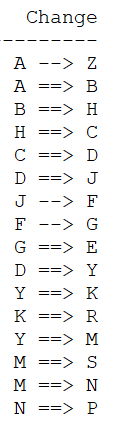 Change
---------
A --> Z
A ==> B
B ==> H
H ==> C
C ==> D
D ==> J
J --> F
F --> G
G ==> E
D ==> Y
Y ==> K
K ==> R
Y ==> M
M ==> S
M ==> N
N ==> P